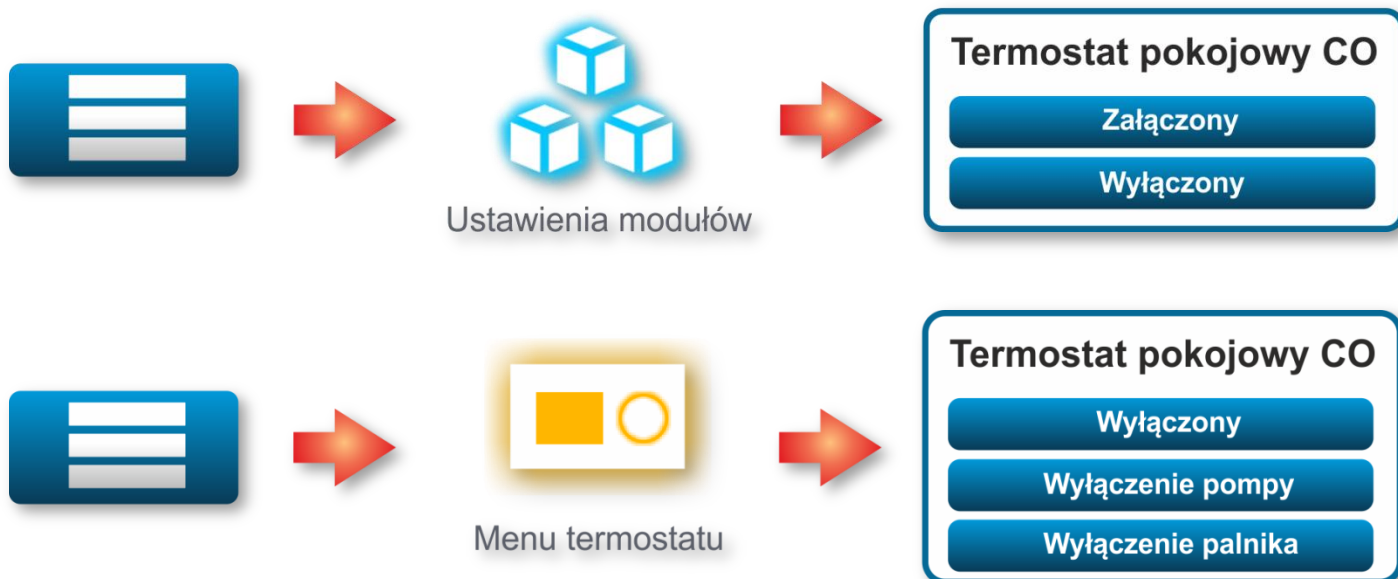 Termostat pokojowy CO
Załączony
Wyłączony
Ustawienia modułów
Termostat pokojowy CO
Wyłączony
Wyłączenie pompy
Wyłączenie palnika
Menu termostatu